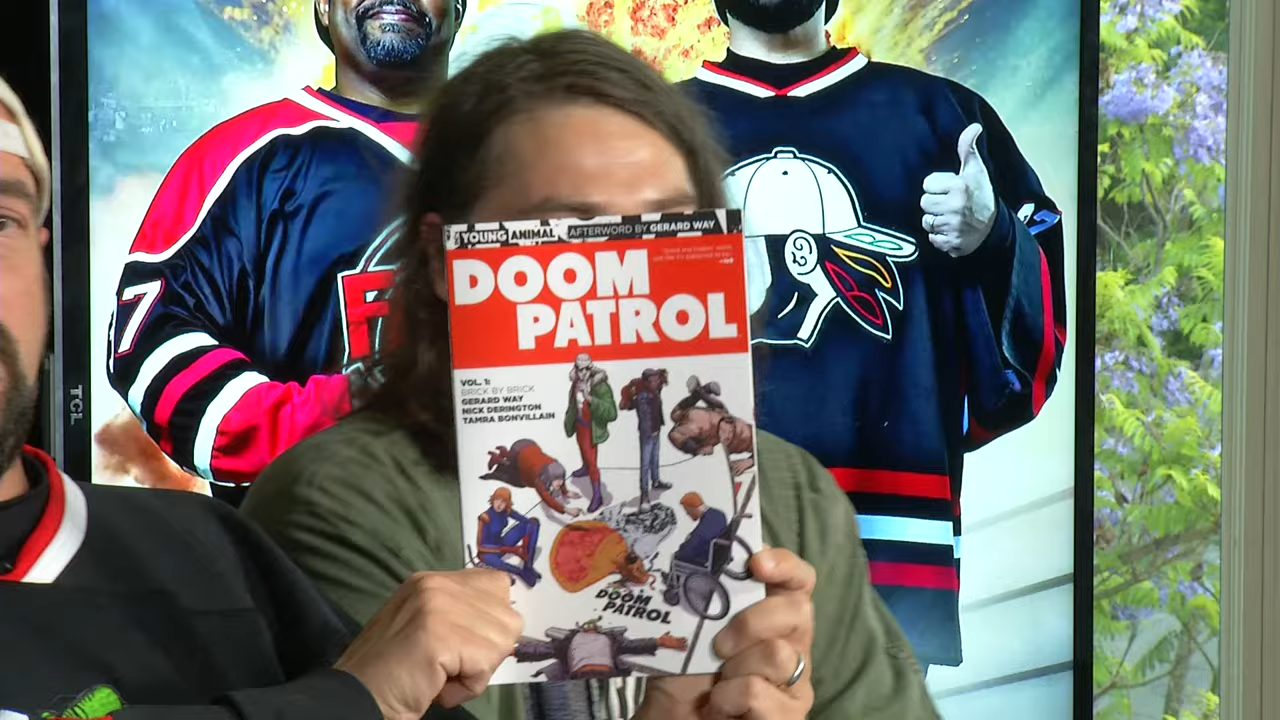 YOUNG ANIMAL AFTERWORD BY GERARD WAY
DOOM
PATROL
VOL. 1:
BRICK BY BRICK
GERARD WAY
NICK DERINGTON
TAMRA BONVILLAIN
DOOM
PATROL
7
F
TCL